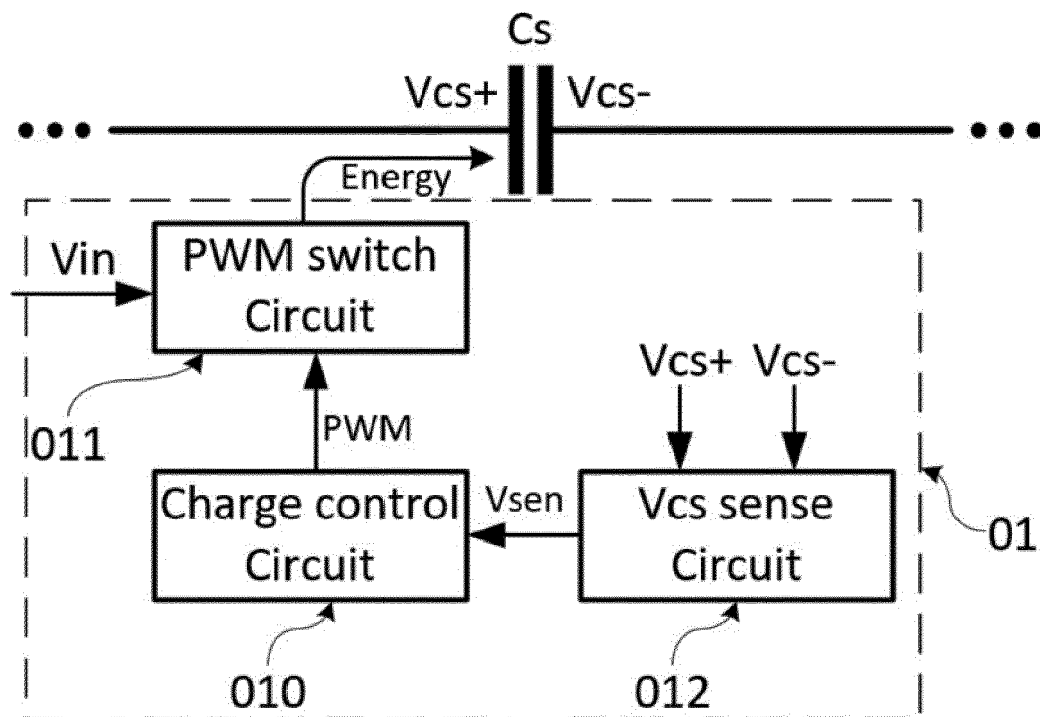 Cs
Vcs+ Vcs-
Energy
Vin
PWM switch
Circuit
Vcs+ Vcs-
011
PWM
Charge control
Circuit
Vsen
Vcs sense
Circuit
01
010
012